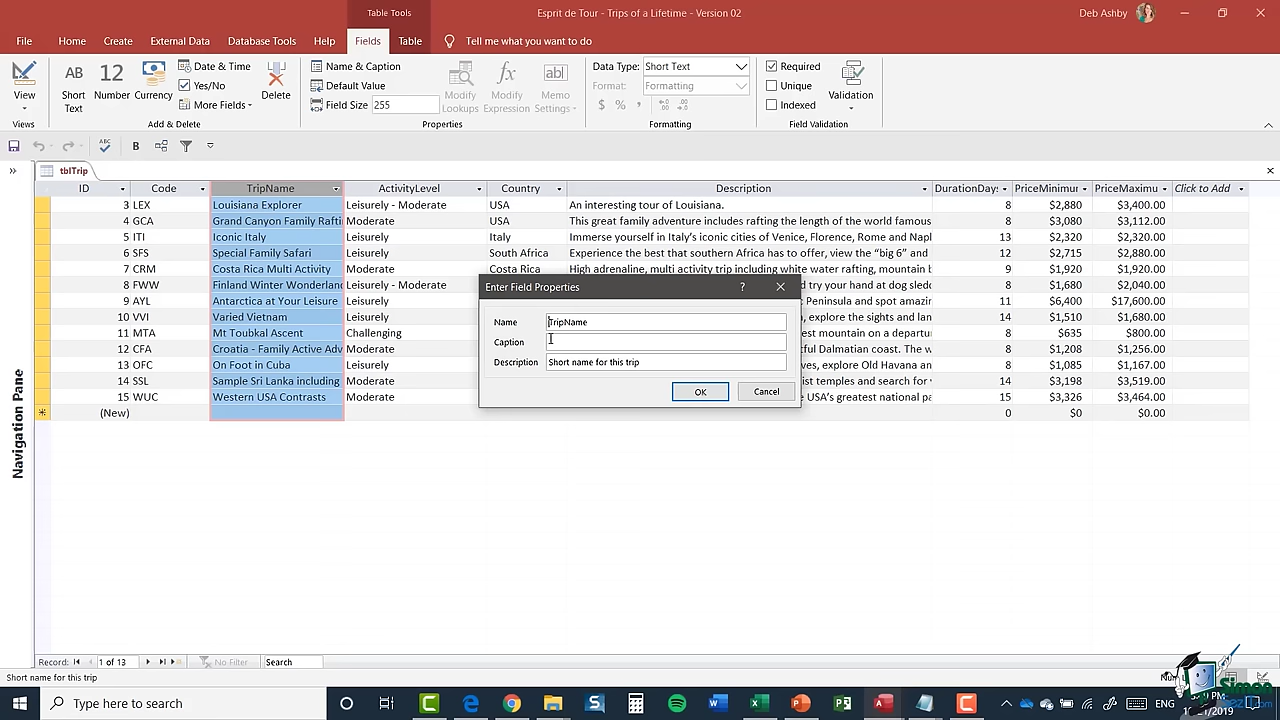 Table Tools
Esprit de Tour - Trips of a Lifetime - Version 02
Deb Ashby
File Home Create External Data Database Tools Help Fields Table Tell me what you want to do
View
Views
AB
Short Text
12
Number
Currency
Date & Time
Yes/No
More Fields
Delete
Add & Delete
Name & Caption
Default Value
Field Size 255
Modify Lookups
fx
Modify Expression
ab
Memo Settings
Properties
Data Type: Short Text
Format: Formatting
$ % ,
Formatting
Required
Unique
Indexed
Validation
Field Validation
ABC
B
tblTrip
ID Code TripName ActivityLevel Country Description DurationDay: PriceMinimu PriceMaximu Click to Add
3 LEX Louisiana Explorer Leisurely - Moderate USA An interesting tour of Louisiana. 8 $2,880 $3,400.00
4 GCA Grand Canyon Family Rafti Moderate USA This great family adventure includes rafting the length of the world famous 8 $3,080 $3,112.00
5 ITI Iconic Italy Leisurely Italy Immerse yourself in Italy's iconic cities of Venice, Florence, Rome and Napl 13 $2,320 $2,320.00
6 SFS Special Family Safari Leisurely South Africa Experience the best that southern Africa has to offer, view the "big 6" and 12 $2,715 $2,880.00
7 CRM Costa Rica Multi Activity Moderate Costa Rica High adrenaline, multi activity trip including white water rafting, mountain b 9 $1,920 $1,920.00
8 FWW Finland Winter Wonderland Leisurely - Moderate try your hand at dog sledd 8 $1,680 $2,040.00
9 AYL Antarctica at Your Leisure Leisurely Peninsula and spot amazin 11 $6,400 $17,600.00
10 VVI Varied Vietnam Leisurely explore the sights and lan 14 $1,510 $1,680.00
11 MTA Mt Toubkal Ascent Challenging est mountain on a departur 8 $635 $800.00
12 CFA Croatia - Family Active Adv Moderate tful Dalmatian coast. The w 8 $1,208 $1,256.00
13 OFC On Foot in Cuba Leisurely ves, explore Old Havana an 8 $1,085 $1,167.00
14 SSL Sample Sri Lanka including Moderate ist temples and search for 14 $3,198 $3,519.00
15 WUC Western USA Contrasts Moderate USA's greatest national pa 15 $3,326 $3,464.00
(New) 0 $0 $0.00
Enter Field Properties
?
Name TripName
Caption
Description Short name for this trip
OK Cancel
Navigation Pane
Record: 1 of 13 No Filter Search
Short name for this trip
Simon
Type here to search
ENG